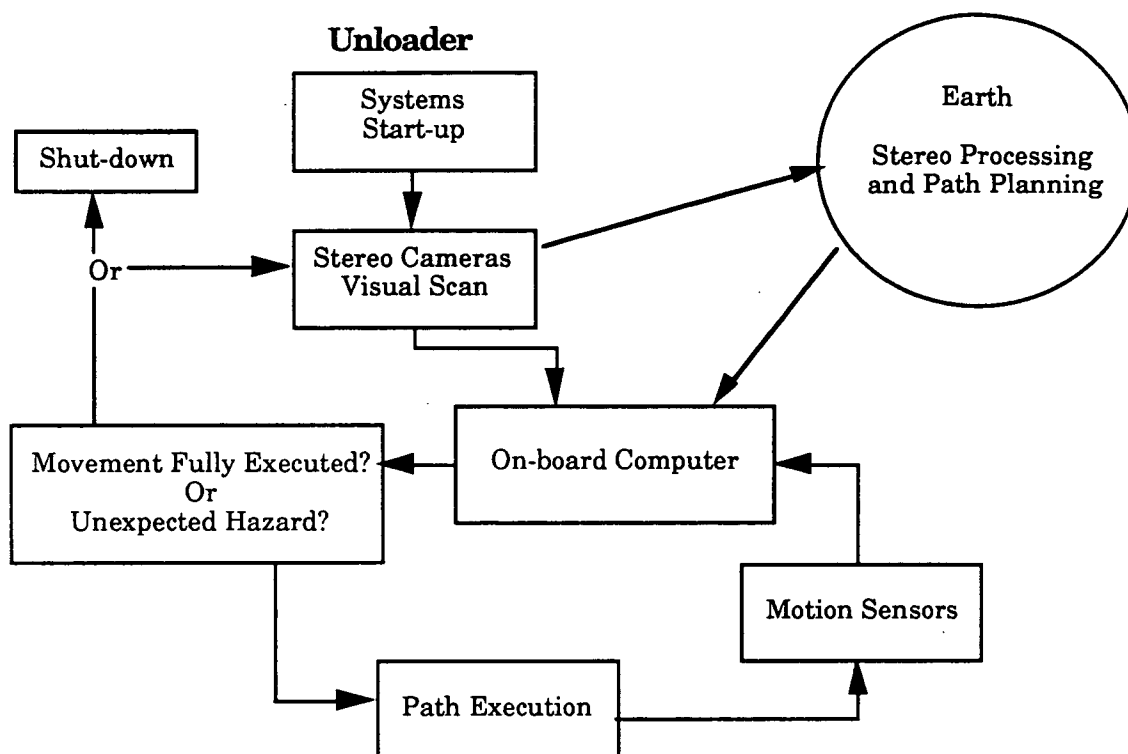 Unloader
Systems
Start-up
Earth
Stereo Processing
and Path Planning
Shut-down
Or
Stereo Cameras
Visual Scan
Movement Fully Executed?
Or
Unexpected Hazard?
On-board Computer
Motion Sensors
Path Execution